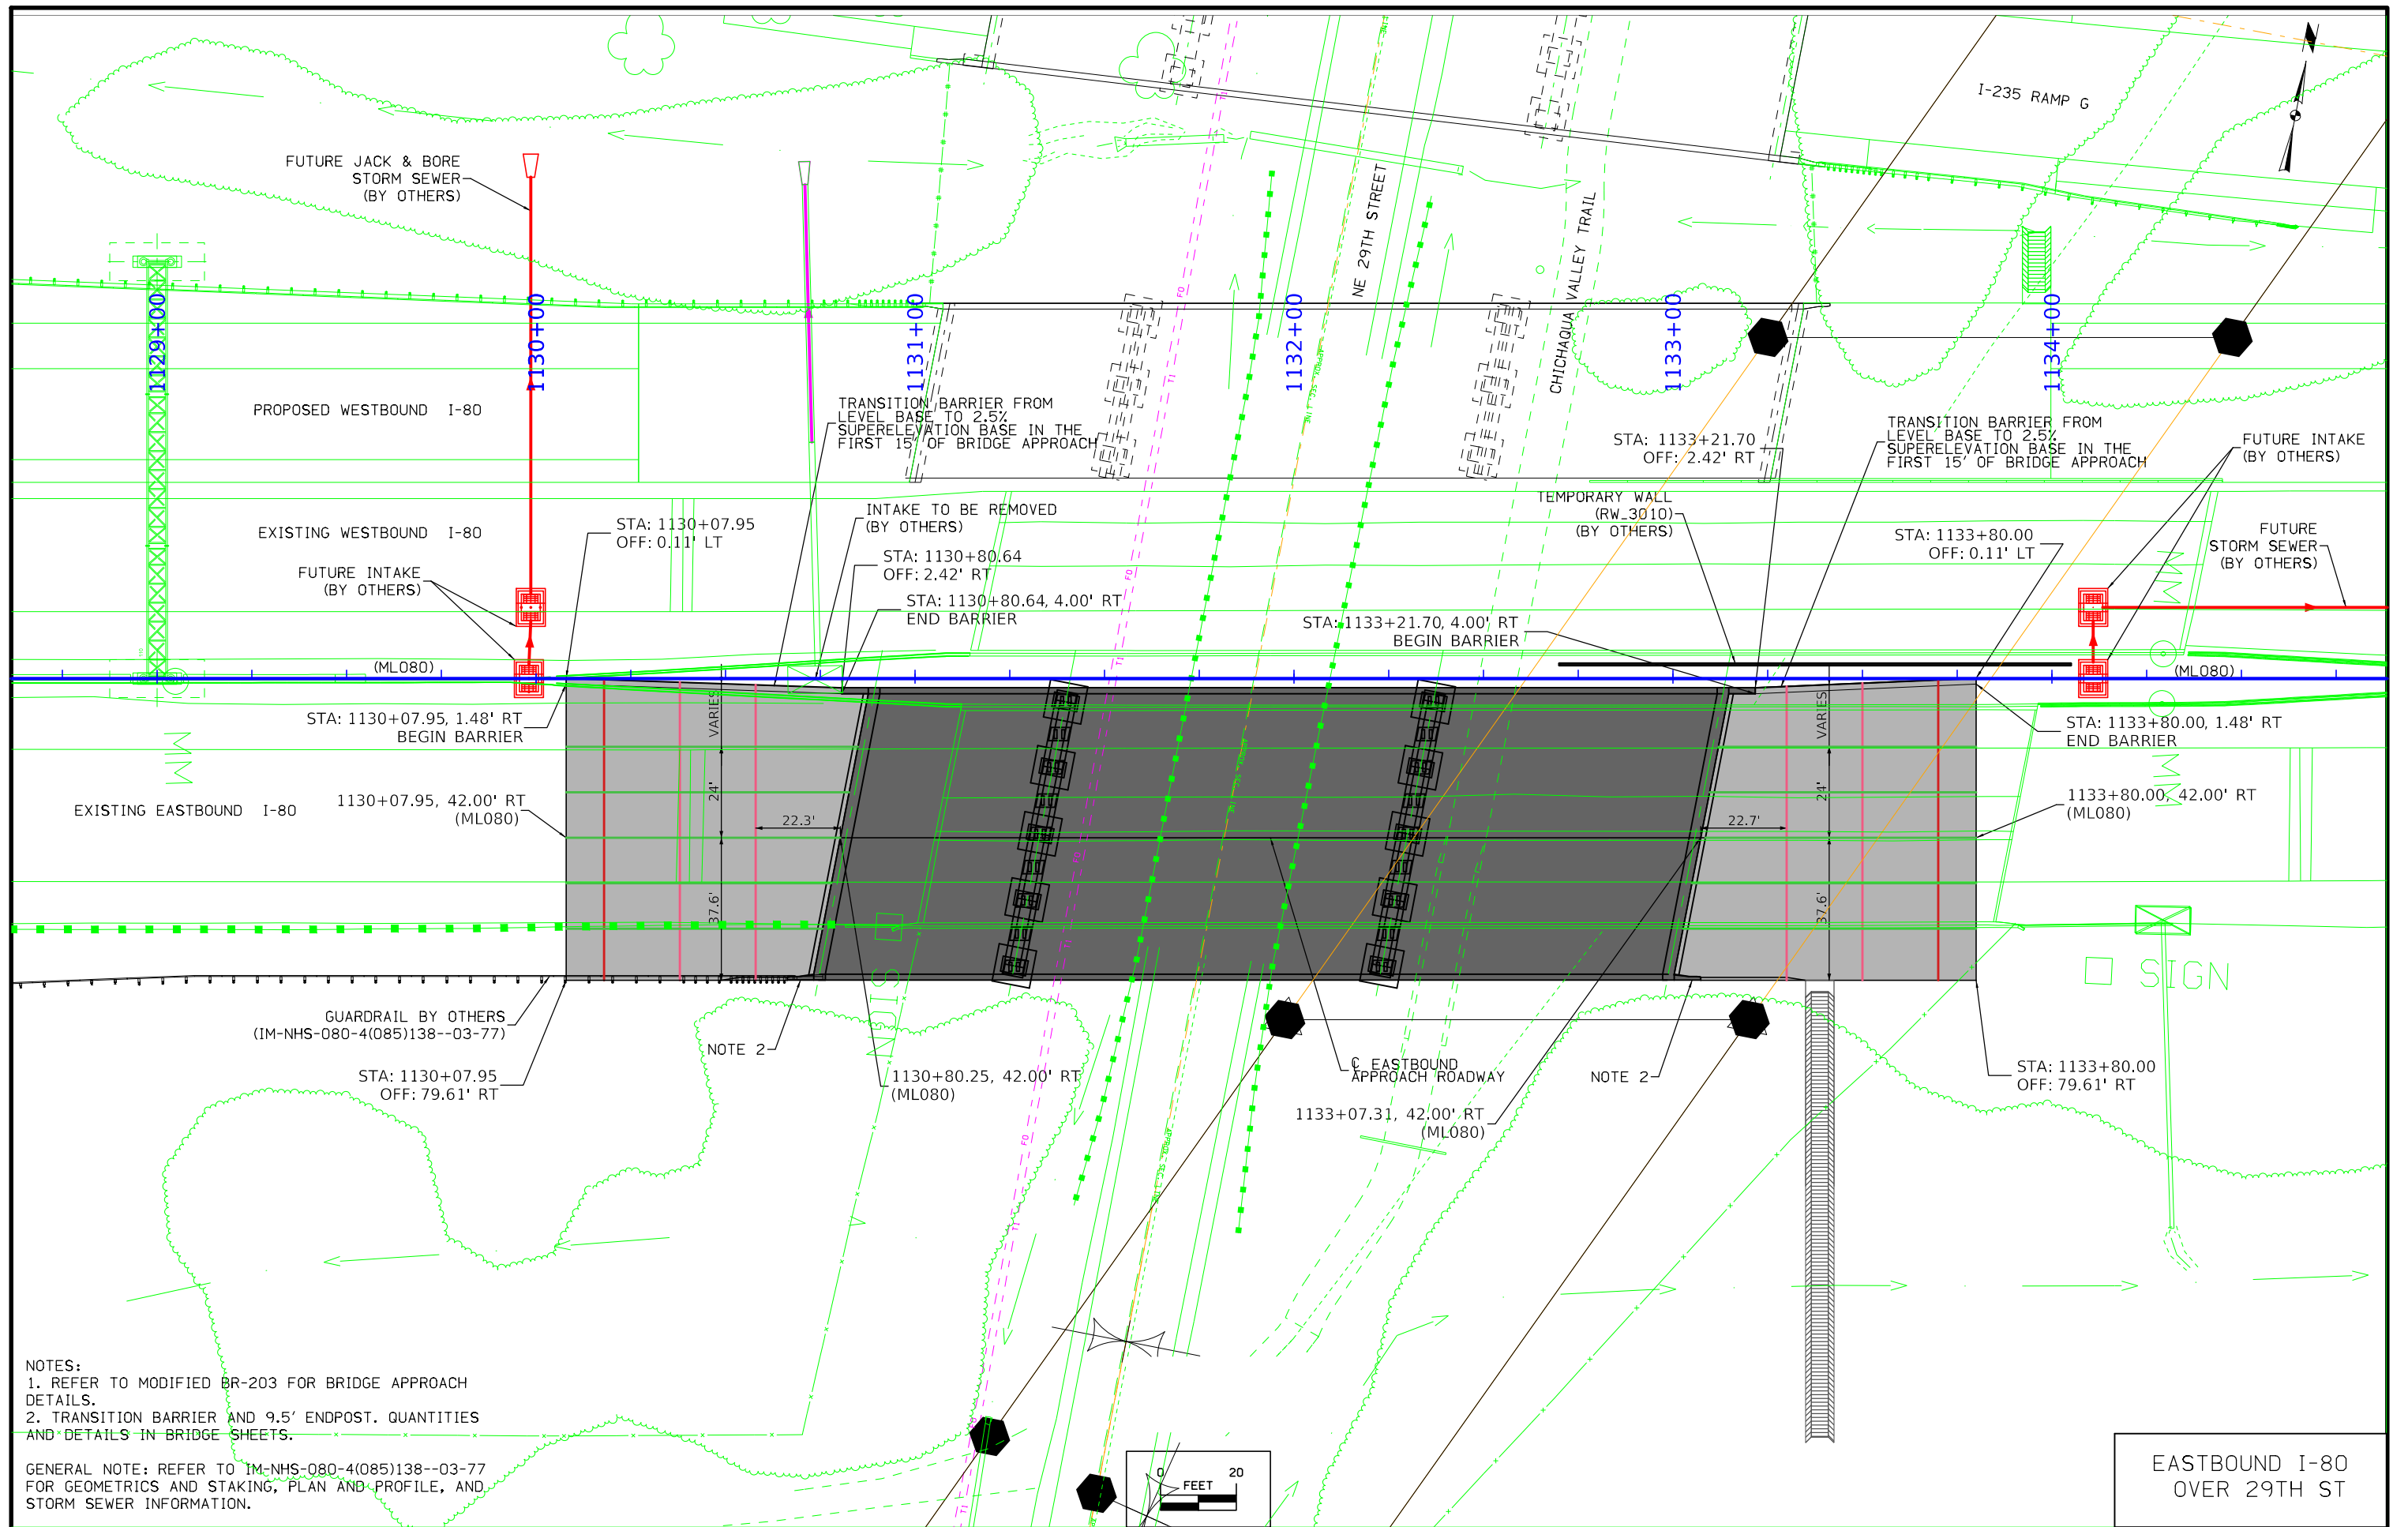 I-235 RAMP G
FUTURE JACK & BORE
STORM SEWER
(BY OTHERS)
NE 29TH STREET
CHICHAQUA VALLEY TRAIL
1129+00
1130+00
1131+00
1132+00
1133+00
1134+00
PROPOSED WESTBOUND I-80
TRANSITION BARRIER FROM
LEVEL BASE TO 2.5%
SUPERELEVATION BASE IN THE
FIRST 15' OF BRIDGE APPROACH
STA: 1133+21.70
OFF: 2.42' RT
TRANSITION BARRIER FROM
LEVEL BASE TO 2.5%
SUPERELEVATION BASE IN THE
FIRST 15' OF BRIDGE APPROACH
FUTURE INTAKE
(BY OTHERS)
EXISTING WESTBOUND I-80
STA: 1130+07.95
OFF: 0.11' LT
INTAKE TO BE REMOVED
(BY OTHERS)
TEMPORARY WALL
(RW_3010)
(BY OTHERS)
STA: 1133+80.00
OFF: 0.11' LT
FUTURE
STORM SEWER
(BY OTHERS)
FUTURE INTAKE
(BY OTHERS)
STA: 1130+80.64
OFF: 2.42' RT
STA: 1130+80.64, 4.00' RT
END BARRIER
STA: 1133+21.70, 4.00' RT
BEGIN BARRIER
(ML080)
(ML080)
STA: 1130+07.95, 1.48' RT
BEGIN BARRIER
VARIES
VARIES
STA: 1133+80.00, 1.48' RT
END BARRIER
EXISTING EASTBOUND I-80
1130+07.95, 42.00' RT
(ML080)
24'
22.3'
22.7'
24'
1133+80.00, 42.00' RT
(ML080)
37.6'
37.6'
SIGN
SIGN
GUARDRAIL BY OTHERS
(IM-NHS-080-4(085)138--03-77)
NOTE 2
STA: 1130+07.95
OFF: 79.61' RT
1130+80.25, 42.00' RT
(ML080)
℄ EASTBOUND
APPROACH ROADWAY
NOTE 2
1133+07.31, 42.00' RT
(ML080)
STA: 1133+80.00
OFF: 79.61' RT
FO
T1
FO
T1
FO
T1
T1
NOTES:
1. REFER TO MODIFIED BR-203 FOR BRIDGE APPROACH
DETAILS.
2. TRANSITION BARRIER AND 9.5' ENDPOST. QUANTITIES
AND DETAILS IN BRIDGE SHEETS.
GENERAL NOTE: REFER TO IM-NHS-080-4(085)138--03-77
FOR GEOMETRICS AND STAKING, PLAN AND PROFILE, AND
STORM SEWER INFORMATION.
0 20
FEET
EASTBOUND I-80
OVER 29TH ST